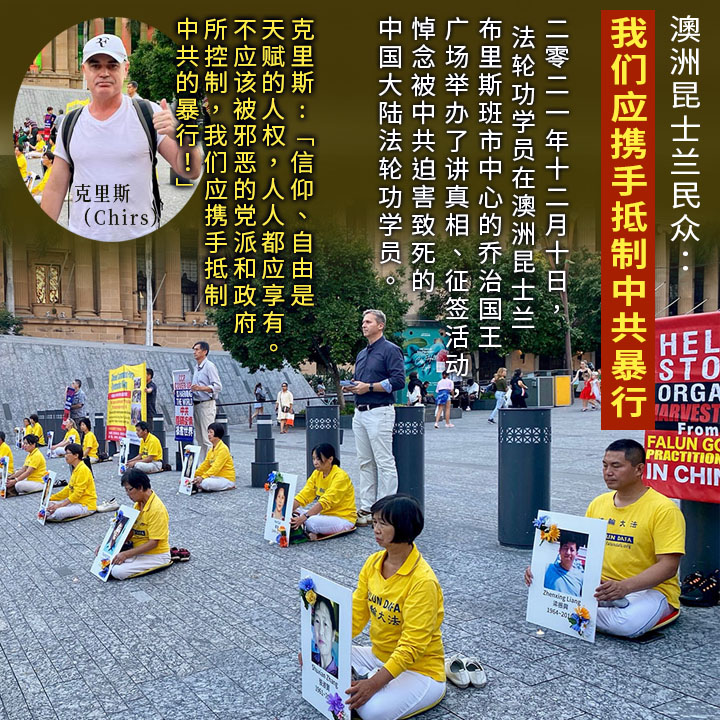 澳洲昆士兰民众：
我们应携手抵制中共暴行
二零二一年十二月十日，
法轮功学员在澳洲昆士兰
布里斯班市中心的乔治国王
广场举办了讲真相、征签活动
悼念被中共迫害致死的
中国大陆法轮功学员。
克里斯：「信仰、自由是
天赋的人权，人人都应享有。
不应该被邪恶的党派和政府
所控制，我们应携手抵制
中共的暴行！」
克里斯
（Chirs）
HEL
STO
ORGA
HARVEST
From
FALUN GO
PRACTITION
IN CHIN
Zhenxing Liang
梁振興
1964-201